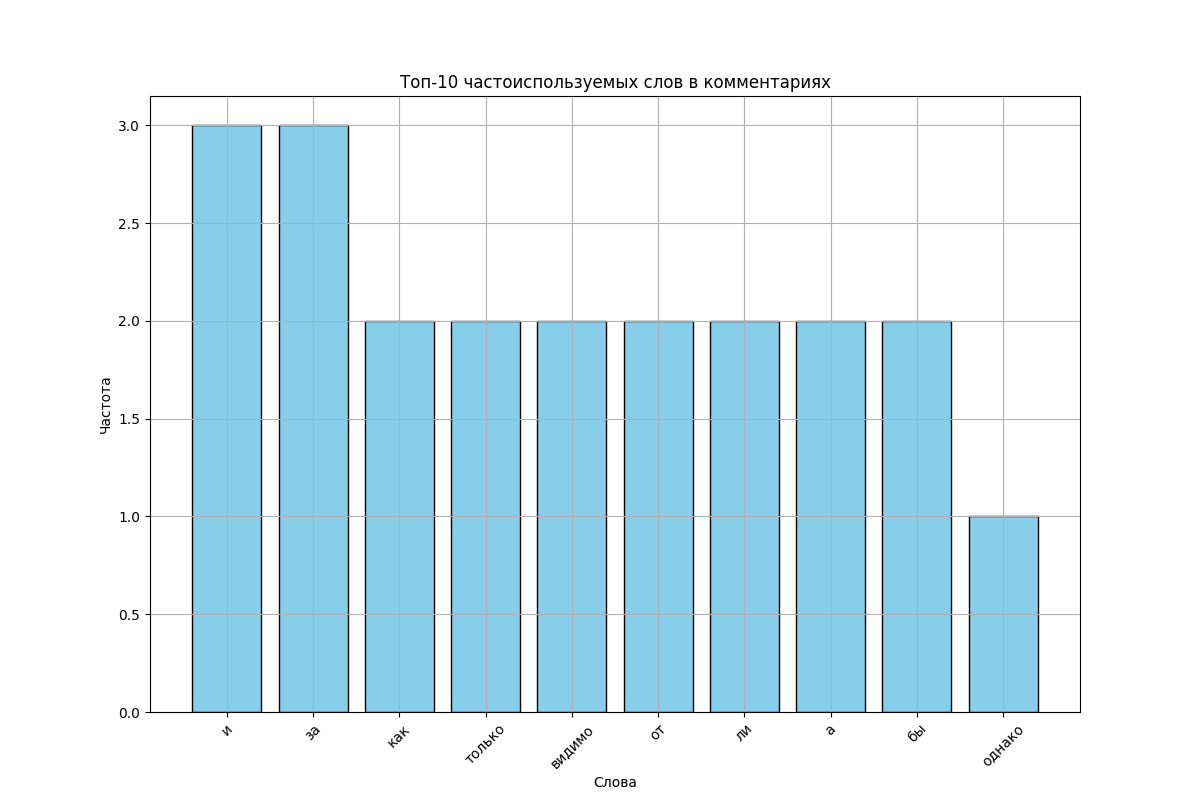 Топ-10 частоиспользуемых слов в комментариях
3.0
2.5
2.0
1.5
1.0
0.5
0.0
Частота
и
за
как
только
видимо
от
ли
а
бы
однако
Слова